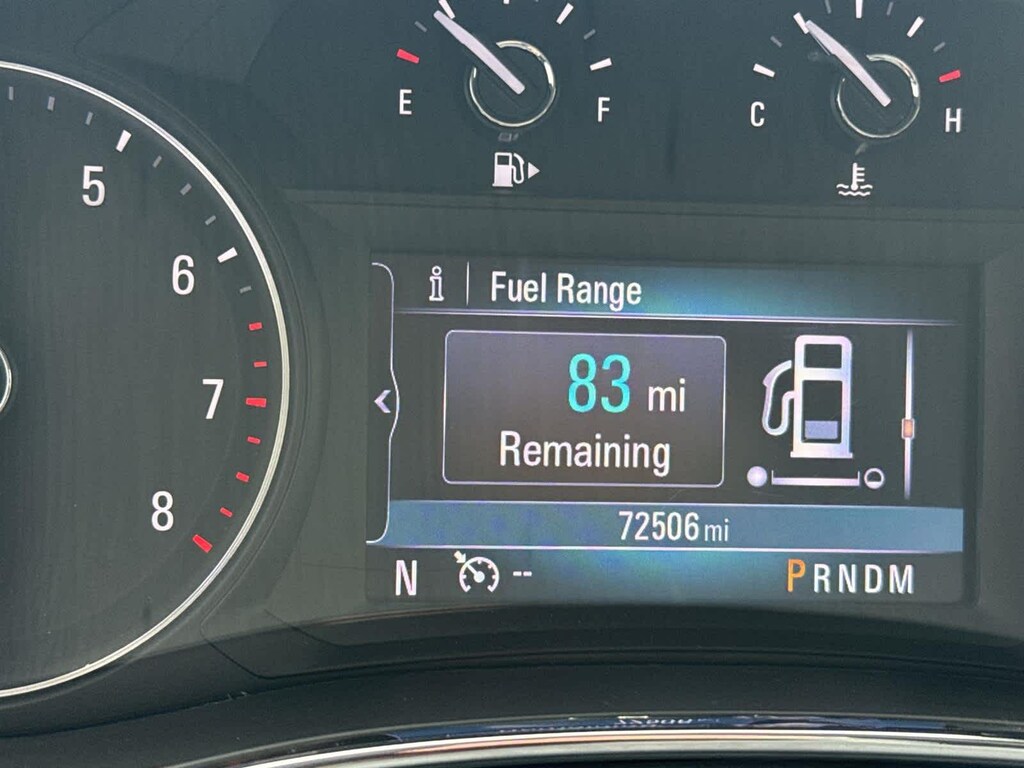 E F
C H
5
6
7
8
i Fuel Range
83 mi
Remaining
72506 mi
N -- PRNDM